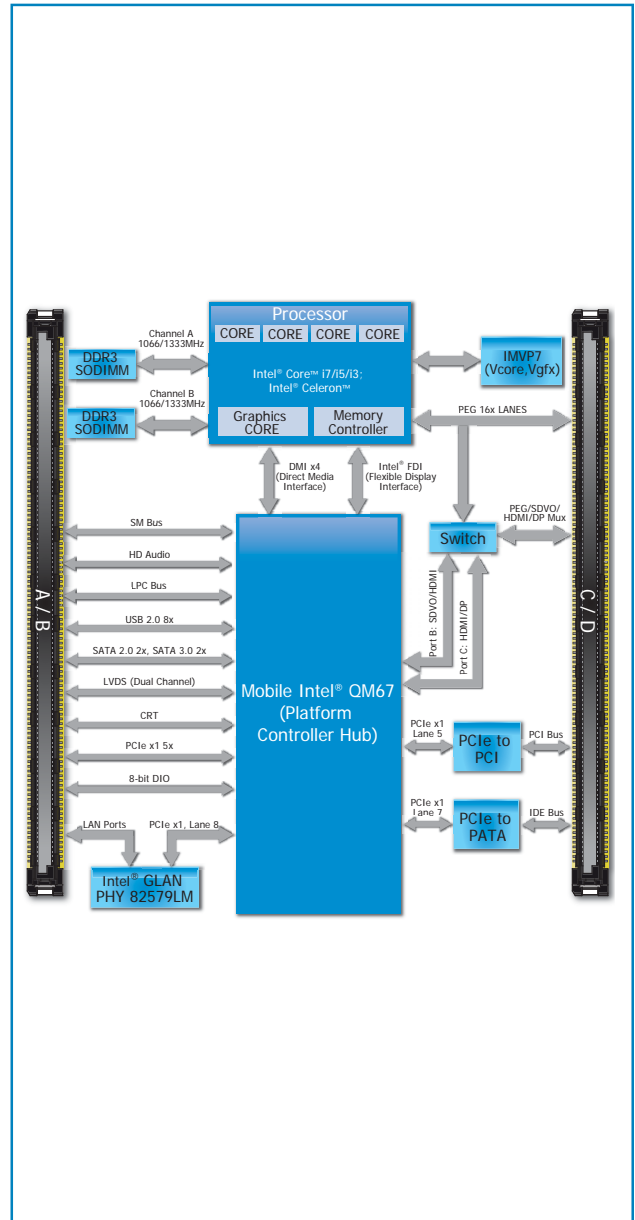 Processor
CORE CORE CORE CORE
Intel® Core™ i7/i5/i3;
Intel® Celeron™
Graphics
CORE
Memory
Controller
Channel A
1066/1333MHz
DDR3
SODIMM
Channel B
1066/1333MHz
DDR3
SODIMM
IMVP7
(Vcore,Vgfx)
PEG 16x LANES
DMI x4
(Direct Media
Interface)
Intel® FDI
(Flexible Display
Interface)
PEG/SDVO/
HDMI/DP Mux
Switch
Port B: SDVO/HDMI
Port C: HDMI/DP
A / B
C / D
SM Bus
HD Audio
LPC Bus
USB 2.0 8x
SATA 2.0 2x, SATA 3.0 2x
LVDS (Dual Channel)
CRT
PCIe x1 5x
8-bit DIO
LAN Ports
PCIe x1, Lane 8
Intel® GLAN
PHY 82579LM
Mobile Intel® QM67
(Platform
Controller Hub)
PCIe x1
Lane 5
PCIe to
PCI
PCI Bus
PCIe x1
Lane 7
PCIe to
PATA
IDE Bus